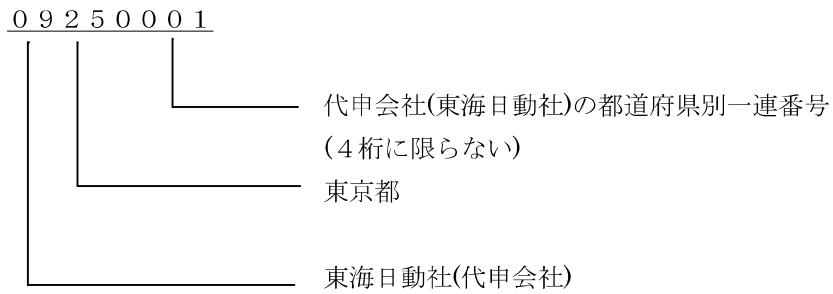 ０９２５０００１
代申会社(東海日動社)の都道府県別一連番号
(４桁に限らない)
東京都
東海日動社(代申会社)